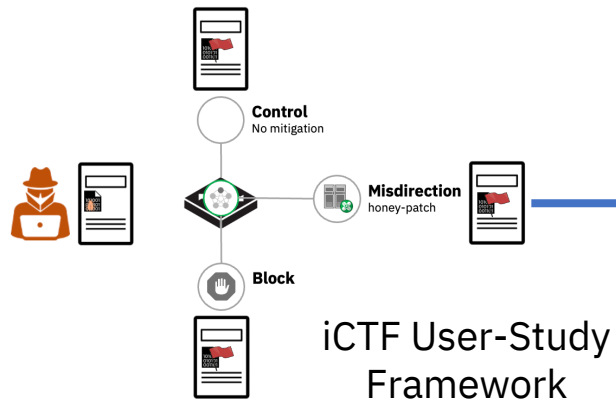 Control
No mitigation
Misdirection
honey-patch
Block
iCTF User-Study
Framework